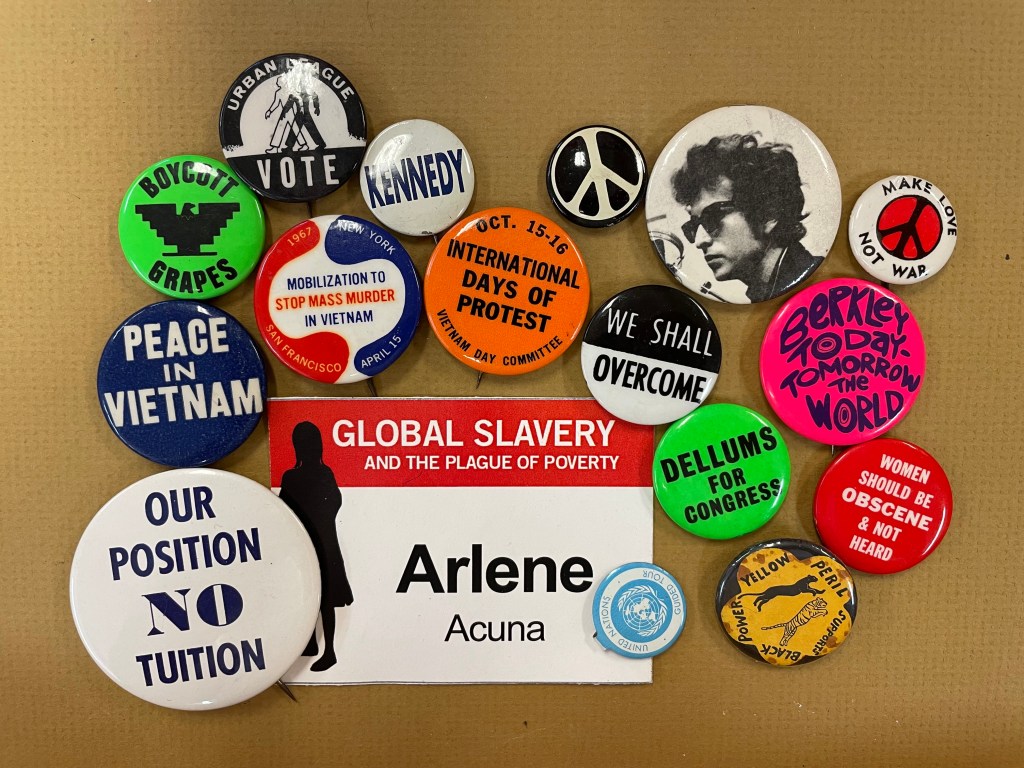 URBAN LEAGUE
VOTE
KENNEDY
BOYCOTT
GRAPES
1967
NEW YORK
MOBILIZATION TO
STOP MASS MURDER
IN VIETNAM
SAN FRANCISCO
APRIL 15
OCT. 15-16
INTERNATIONAL
DAYS OF
PROTEST
VIETNAM DAY COMMITTEE
MAKE LOVE
NOT WAR
PEACE
IN
VIETNAM
WE SHALL
OVERCOME
BERKLEY
TODAY-
TOMORROW
THE
WORLD
GLOBAL SLAVERY
AND THE PLAGUE OF POVERTY
Arlene
Acuna
DELLUMS
FOR
CONGRESS
WOMEN
SHOULD BE
OBSCENE
& NOT
HEARD
OUR
POSITION
NO
TUITION
UNITED NATIONS
GUIDED TOUR
YELLOW PERIL
SUPPORTS
BLACK POWER